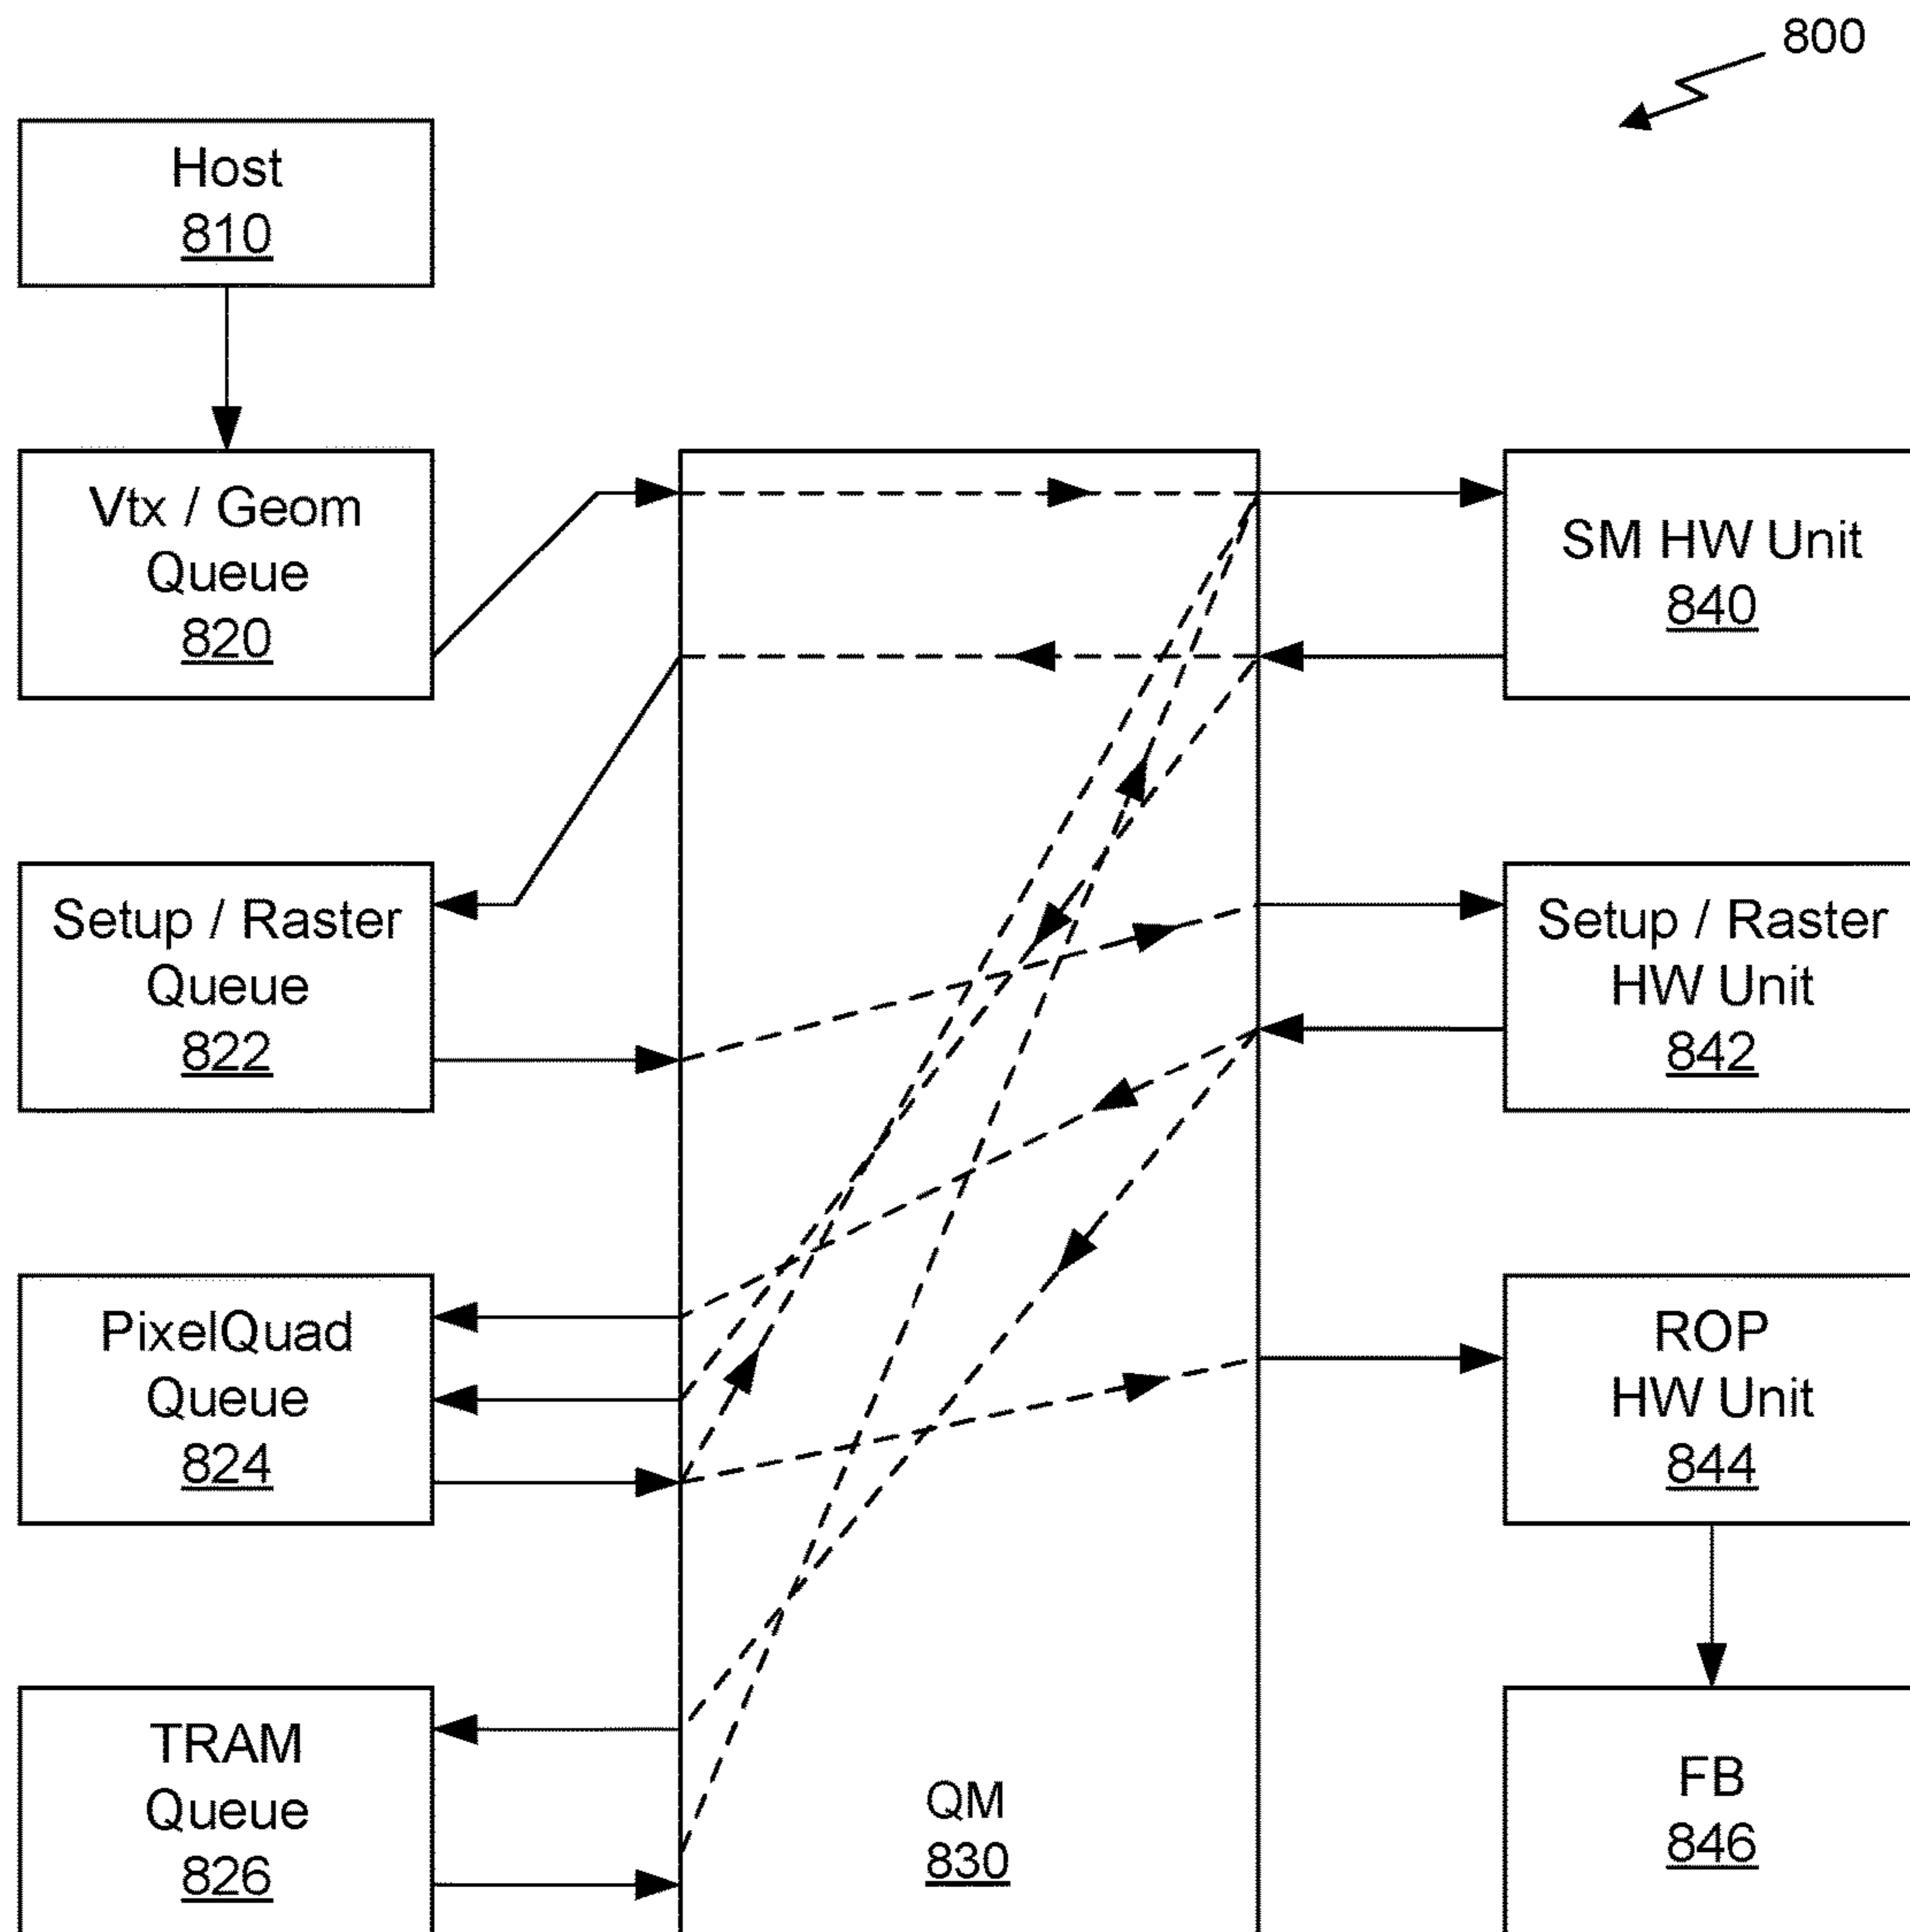 800
Host
810
Vtx / Geom
Queue
820
SM HW Unit
840
Setup / Raster
Queue
822
Setup / Raster
HW Unit
842
PixelQuad
Queue
824
ROP
HW Unit
844
TRAM
Queue
826
QM
830
FB
846